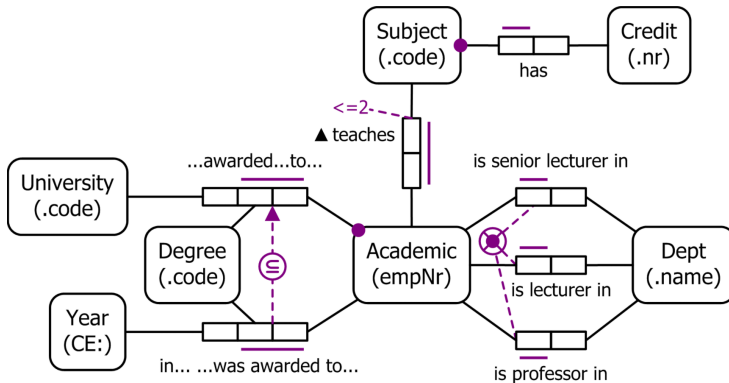 Subject
(.code)
Credit
(.nr)
has
<=2
▲ teaches
...awarded...to...
is senior lecturer in
University
(.code)
Degree
(.code)
⊆
Academic
(empNr)
Dept
(.name)
is lecturer in
Year
(CE:)
in... ...was awarded to...
is professor in